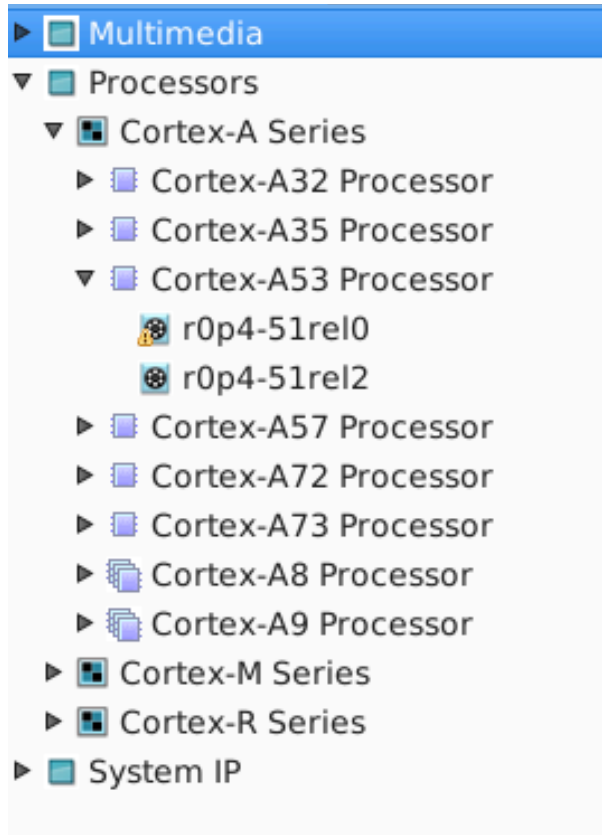 Multimedia
Processors
Cortex-A Series
Cortex-A32 Processor
Cortex-A35 Processor
Cortex-A53 Processor
r0p4-51rel0
r0p4-51rel2
Cortex-A57 Processor
Cortex-A72 Processor
Cortex-A73 Processor
Cortex-A8 Processor
Cortex-A9 Processor
Cortex-M Series
Cortex-R Series
System IP